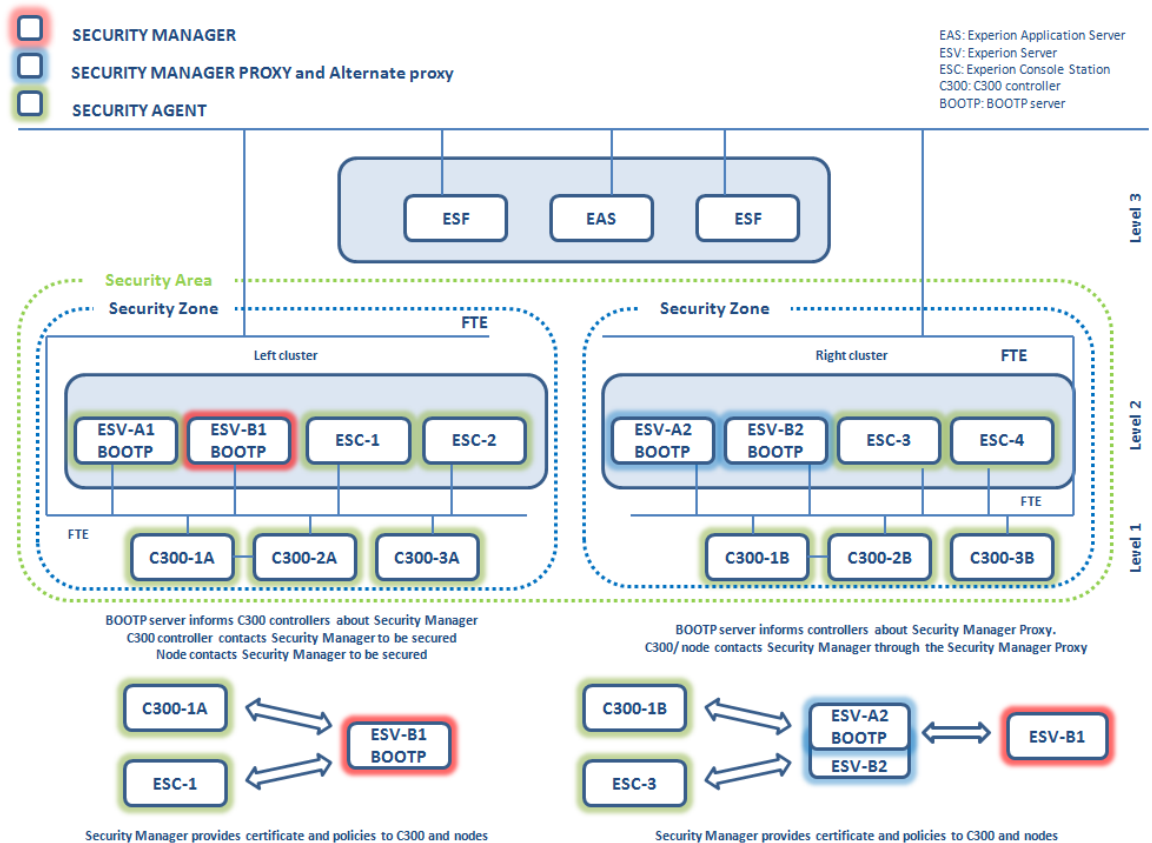 SECURITY MANAGER
SECURITY MANAGER PROXY and Alternate proxy
SECURITY AGENT
EAS: Experion Application Server
ESV: Experion Server
ESC: Experion Console Station
C300: C300 controller
BOOTP: BOOTP server
ESF
EAS
ESF
Level 3
Security Area
Security Zone
FTE
Left cluster
ESV-A1
BOOTP
ESV-B1
BOOTP
ESC-1
ESC-2
FTE
C300-1A
C300-2A
C300-3A
Security Zone
Right cluster
FTE
ESV-A2
BOOTP
ESV-B2
BOOTP
ESC-3
ESC-4
Level 2
FTE
C300-1B
C300-2B
C300-3B
Level 1
BOOTP server informs C300 controllers about Security Manager
C300 controller contacts Security Manager to be secured
Node contacts Security Manager to be secured
C300-1A
ESC-1
ESV-B1
BOOTP
Security Manager provides certificate and policies to C300 and nodes
BOOTP server informs controllers about Security Manager Proxy.
C300/node contacts Security Manager through the Security Manager Proxy
C300-1B
ESC-3
ESV-A2
BOOTP
ESV-B2
ESV-B1
Security Manager provides certificate and policies to C300 and nodes